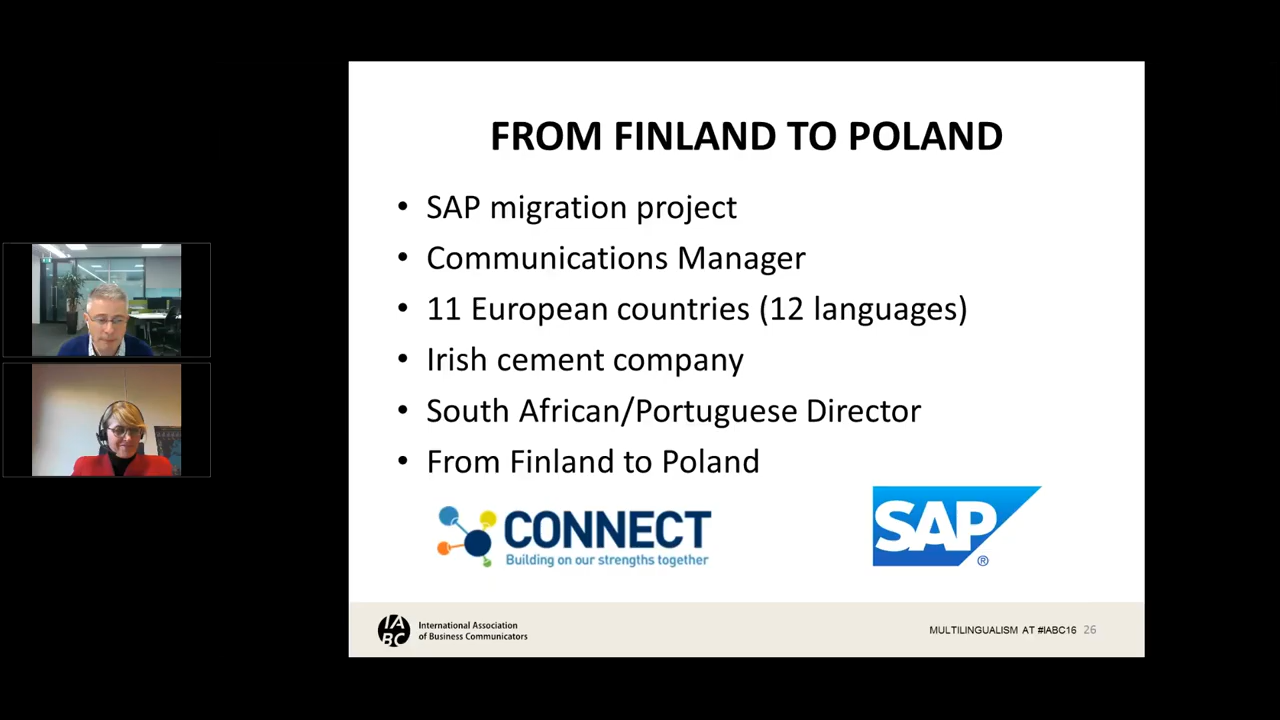 FROM FINLAND TO POLAND
• SAP migration project
• Communications Manager
• 11 European countries (12 languages)
• Irish cement company
• South African/Portuguese Director
• From Finland to Poland
CONNECT
Building on our strengths together
SAP ®
IABC
International Association
of Business Communicators
MULTILINGUALISM AT #IABC16 26